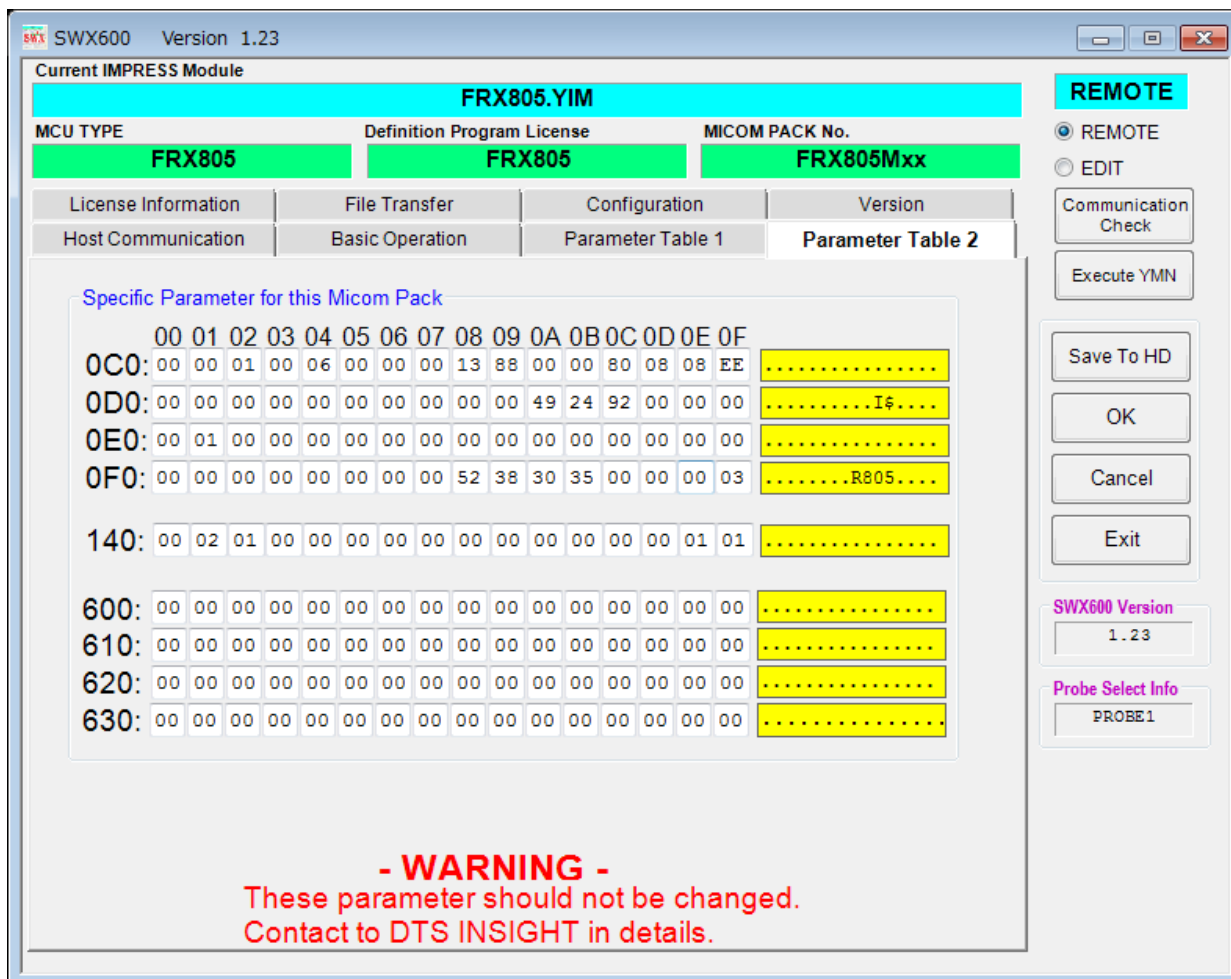 SWX600 Version 1.23
Current IMPRESS Module
FRX805.YIM
MCU TYPE Definition Program License MICOM PACK No.
FRX805 FRX805 FRX805Mxx
License Information File Transfer Configuration Version
Host Communication Basic Operation Parameter Table 1 Parameter Table 2
Specific Parameter for this Micom Pack
00 01 02 03 04 05 06 07 08 09 0A 0B 0C 0D 0E 0F
0C0: 00 00 01 00 06 00 00 00 13 88 00 00 80 08 08 EE ................
0D0: 00 00 00 00 00 00 00 00 00 00 49 24 92 00 00 00 ..........I$....
0E0: 00 01 00 00 00 00 00 00 00 00 00 00 00 00 00 00 ................
0F0: 00 00 00 00 00 00 00 00 52 38 30 35 00 00 00 03 ........R805....
140: 00 02 01 00 00 00 00 00 00 00 00 00 00 00 01 01 ................
600: 00 00 00 00 00 00 00 00 00 00 00 00 00 00 00 00 ................
610: 00 00 00 00 00 00 00 00 00 00 00 00 00 00 00 00 ................
620: 00 00 00 00 00 00 00 00 00 00 00 00 00 00 00 00 ................
630: 00 00 00 00 00 00 00 00 00 00 00 00 00 00 00 00 ................
- WARNING -
These parameter should not be changed.
Contact to DTS INSIGHT in details.
REMOTE
REMOTE
EDIT
Communication
Check
Execute YMN
Save To HD
OK
Cancel
Exit
SWX600 Version
1.23
Probe Select Info
PROBE1